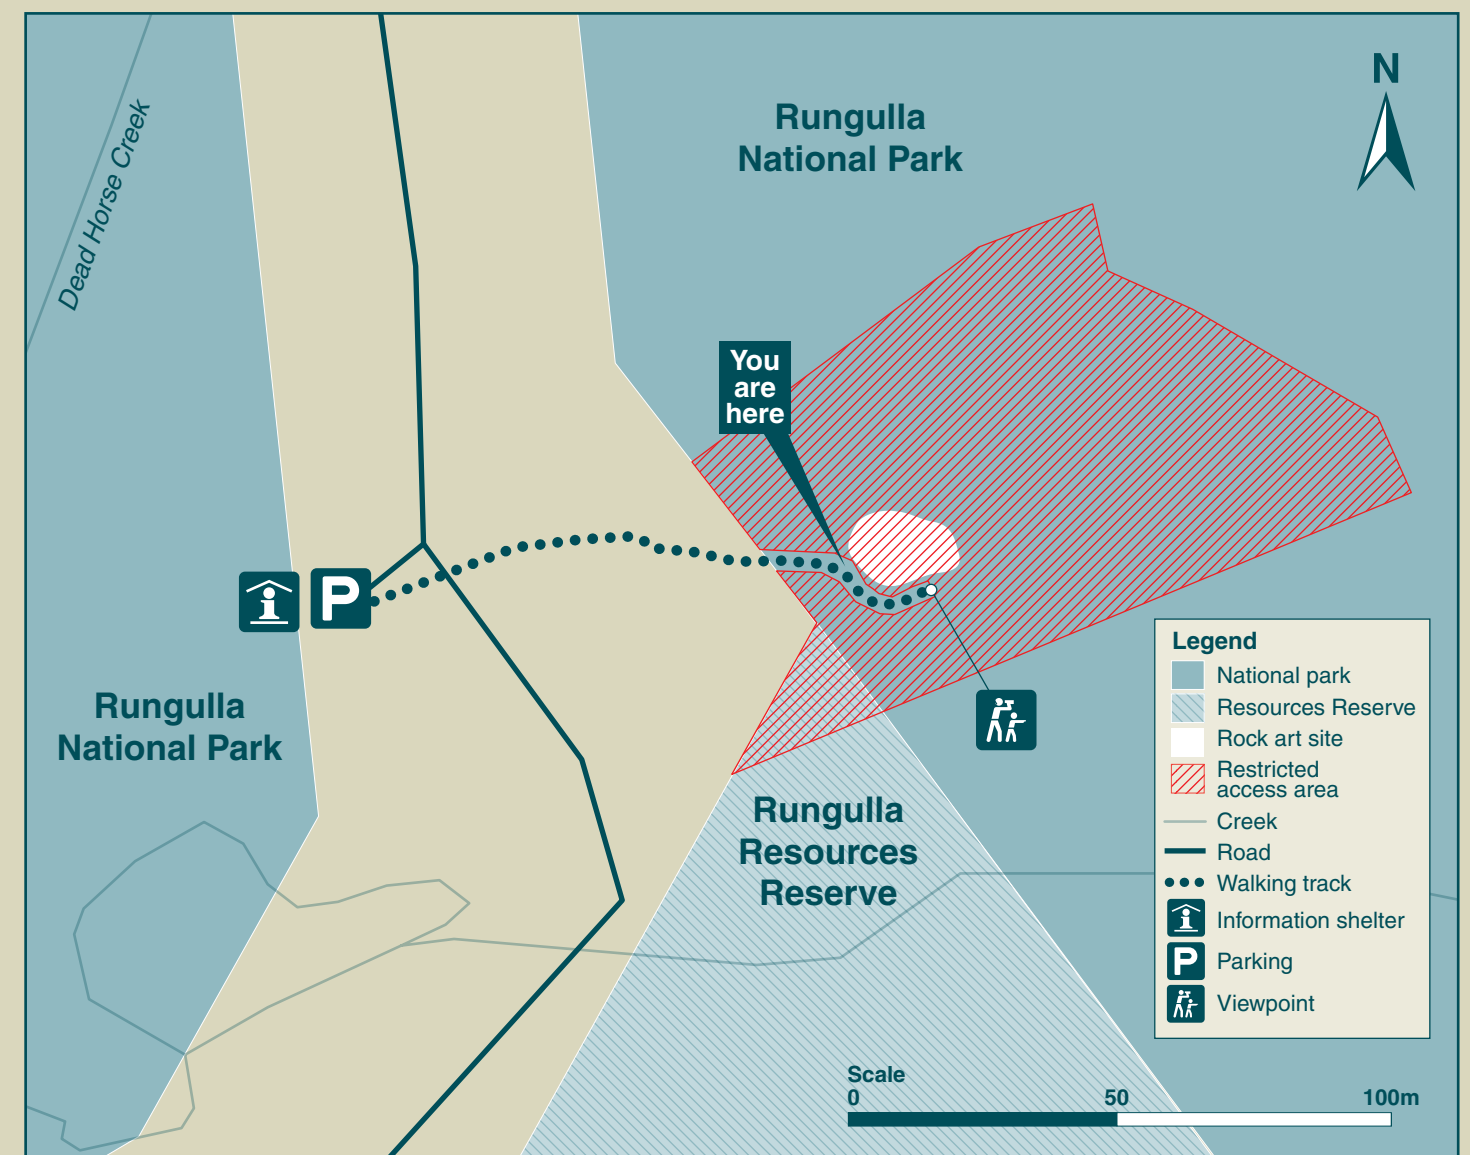 N
Dead Horse Creek
Rungulla
National Park
You
are
here
P
Rungulla
National Park
Rungulla
Resources
Reserve
Legend
National park
Resources Reserve
Rock art site
Restricted
access area
Creek
Road
Walking track
Information shelter
P Parking
Viewpoint
Scale
0 50 100m